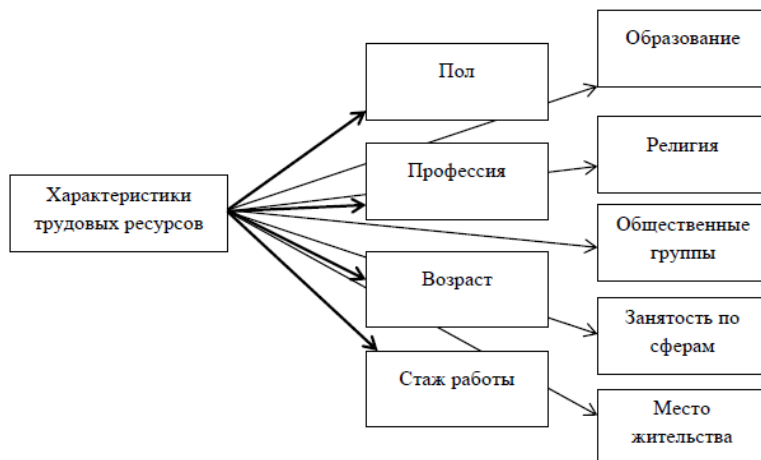 Характеристики
трудовых ресурсов
Пол
Профессия
Возраст
Стаж работы
Образование
Религия
Общественные
группы
Занятость по
сферам
Место
жительства